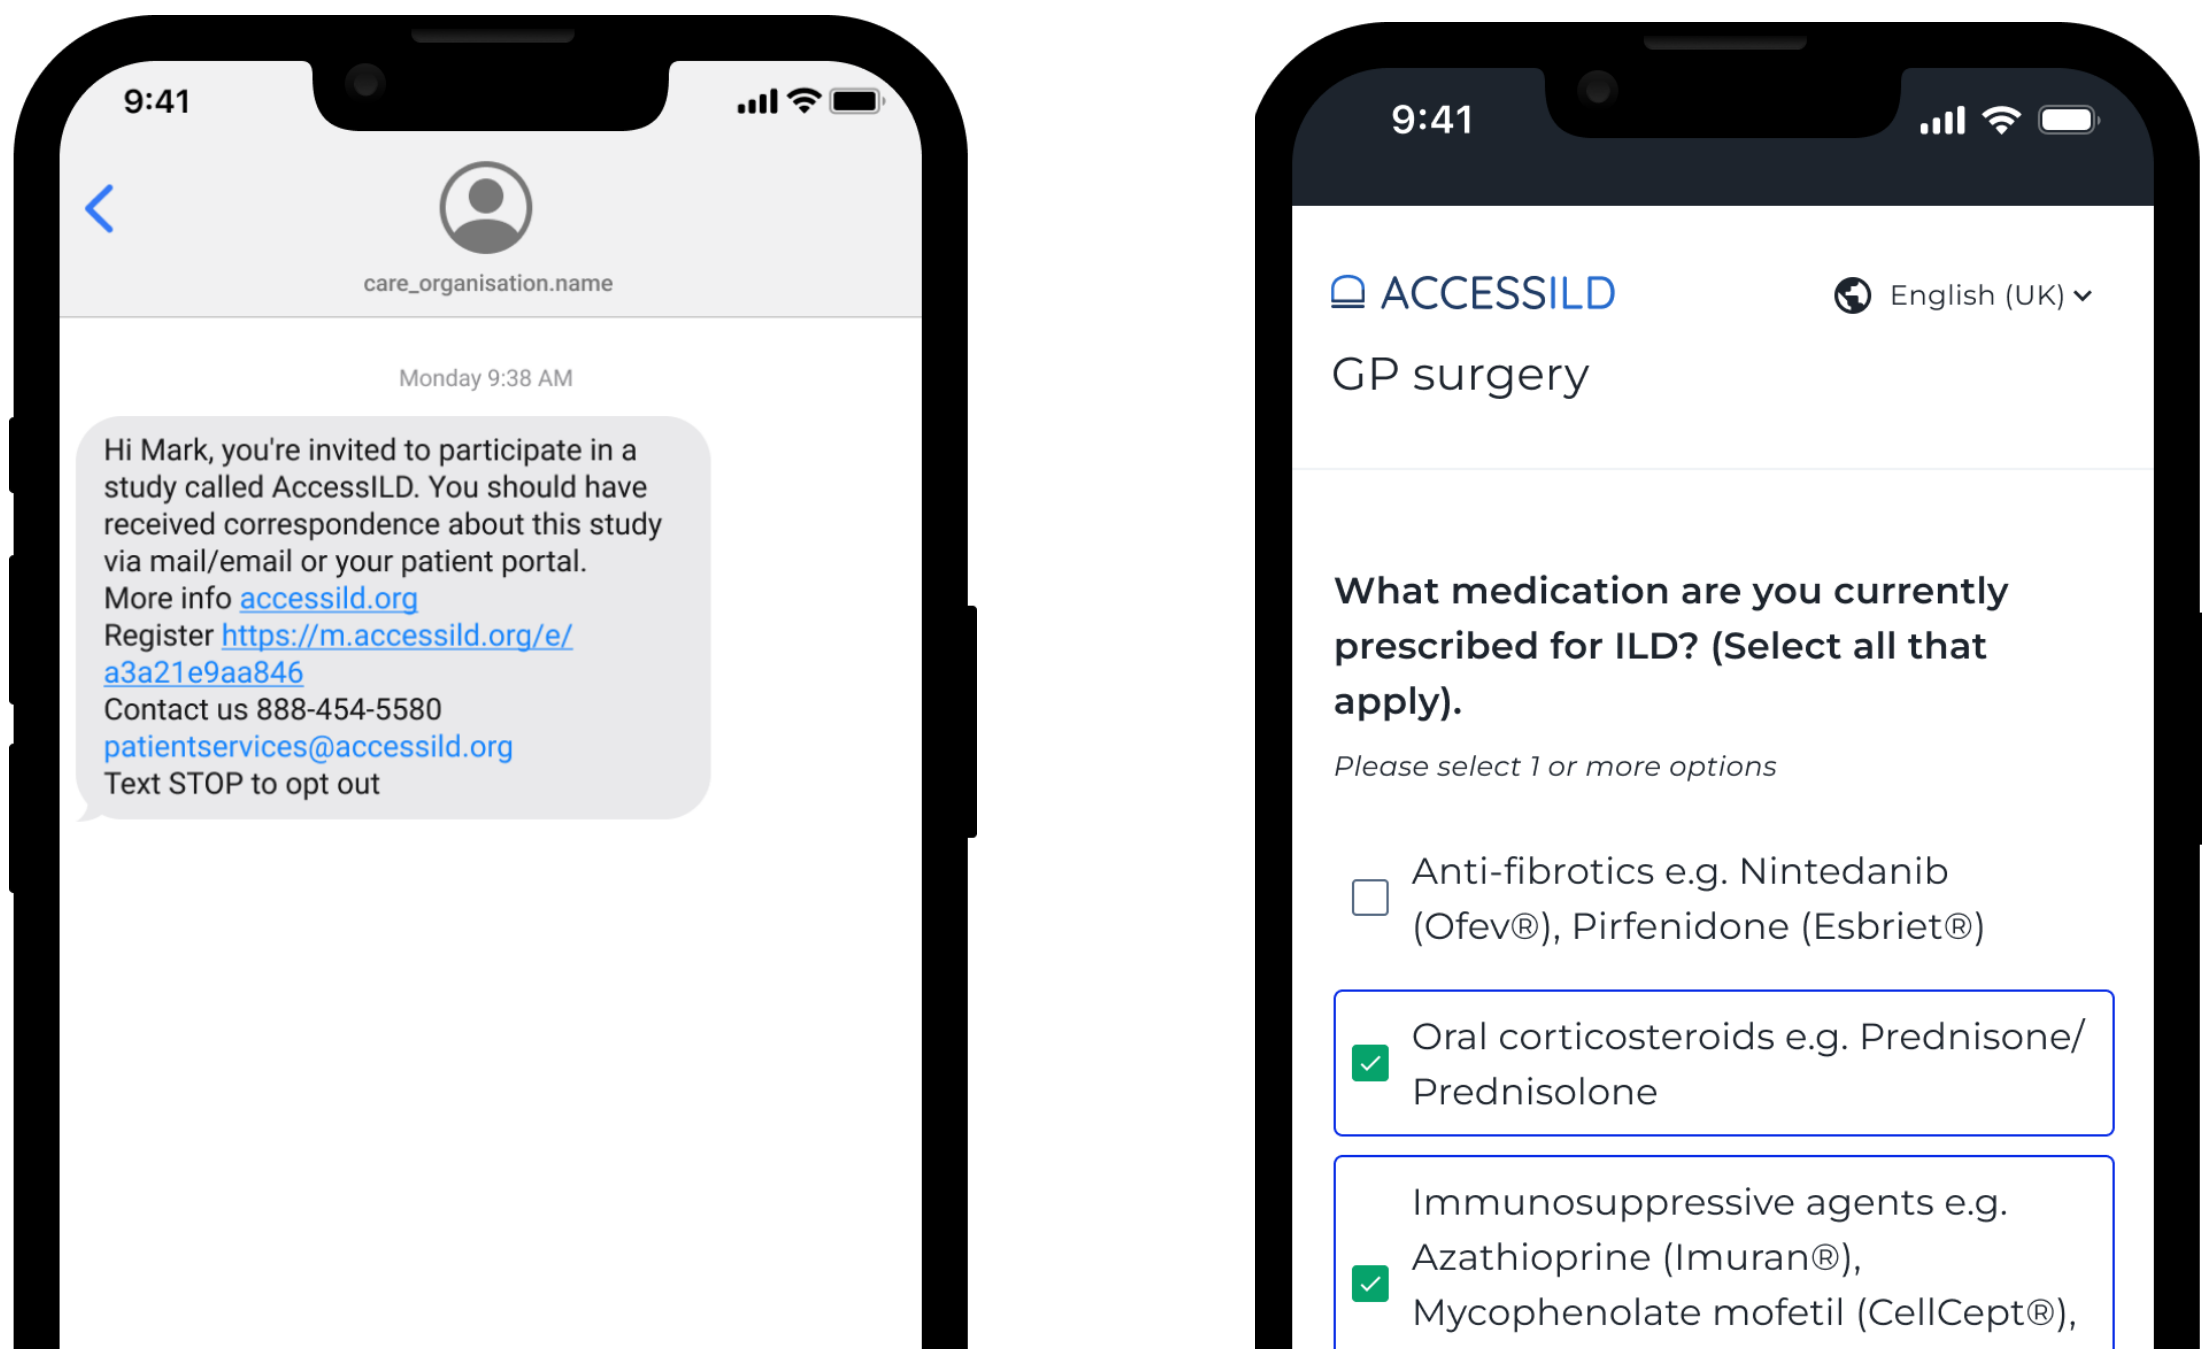 9:41
care_organisation.name
Monday 9:38 AM
Hi Mark, you're invited to participate in a
study called AccessILD. You should have
received correspondence about this study
via mail/email or your patient portal.
More info accessild.org
Register https://m.accessild.org/e/
a3a21e9aa846
Contact us 888-454-5580
patientservices@accessild.org
Text STOP to opt out
9:41
ACCESSILD
English (UK)
GP surgery
What medication are you currently
prescribed for ILD? (Select all that
apply).
Please select 1 or more options
Anti-fibrotics e.g. Nintedanib
(Ofev®), Pirfenidone (Esbriet®)
Oral corticosteroids e.g. Prednisone/
Prednisolone
Immunosuppressive agents e.g.
Azathioprine (Imuran®),
Mycophenolate mofetil (CellCept®),